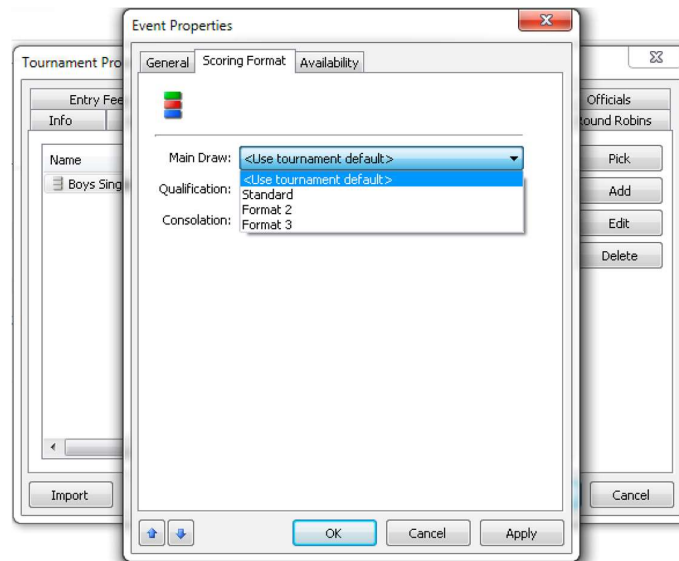 Event Properties
Tournament Pro
General Scoring Format Availability
Entry Fee
Officials
Info
ound Robins
Main Draw: <Use tournament default>
<Use tournament default>
Standard
Format 2
Format 3
Qualification:
Consolation:
Name
Boys Sing
Pick
Add
Edit
Delete
Import
Cancel
OK Cancel Apply